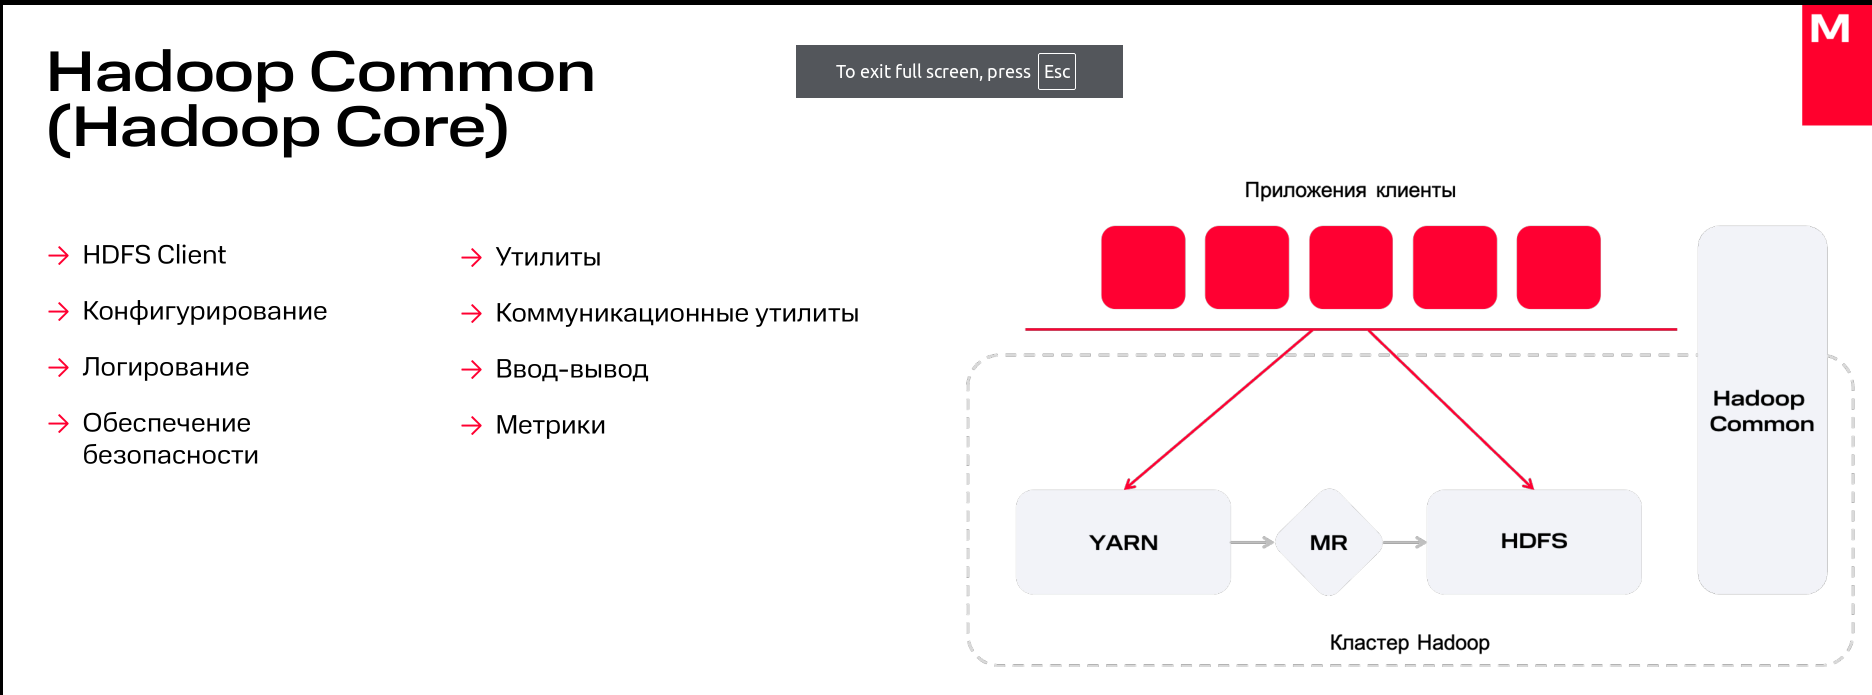 Hadoop Common
(Hadoop Core)
To exit full screen, press Esc
M
HDFS Client
Конфигурирование
Логирование
Обеспечение
безопасности
Утилиты
Коммуникационные утилиты
Ввод-вывод
Метрики
Приложения клиенты
Hadoop
Common
YARN
MR
HDFS
Кластер Hadoop